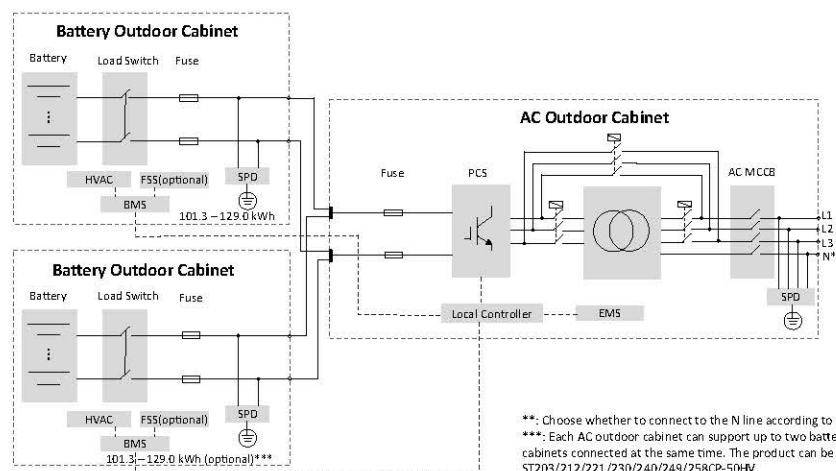 Battery Outdoor Cabinet
Battery
Load Switch
Fuse
HVAC
FSS(optional)
SPD
BMS
101.3 – 129.0 kWh
Battery Outdoor Cabinet
Battery
Load Switch
Fuse
HVAC
FSS(optional)
SPD
BMS
101.3 – 129.0 kWh (optional)***
AC Outdoor Cabinet
Fuse
PCS
AC MCCB
L1
L2
L3
N*
SPD
Local Controller
EMS
**: Choose whether to connect to the N line according to
***: Each AC outdoor cabinet can support up to two
cabinets connected at the same time. The product can be
ST203/212/221/230/240/249/258CP-50HV